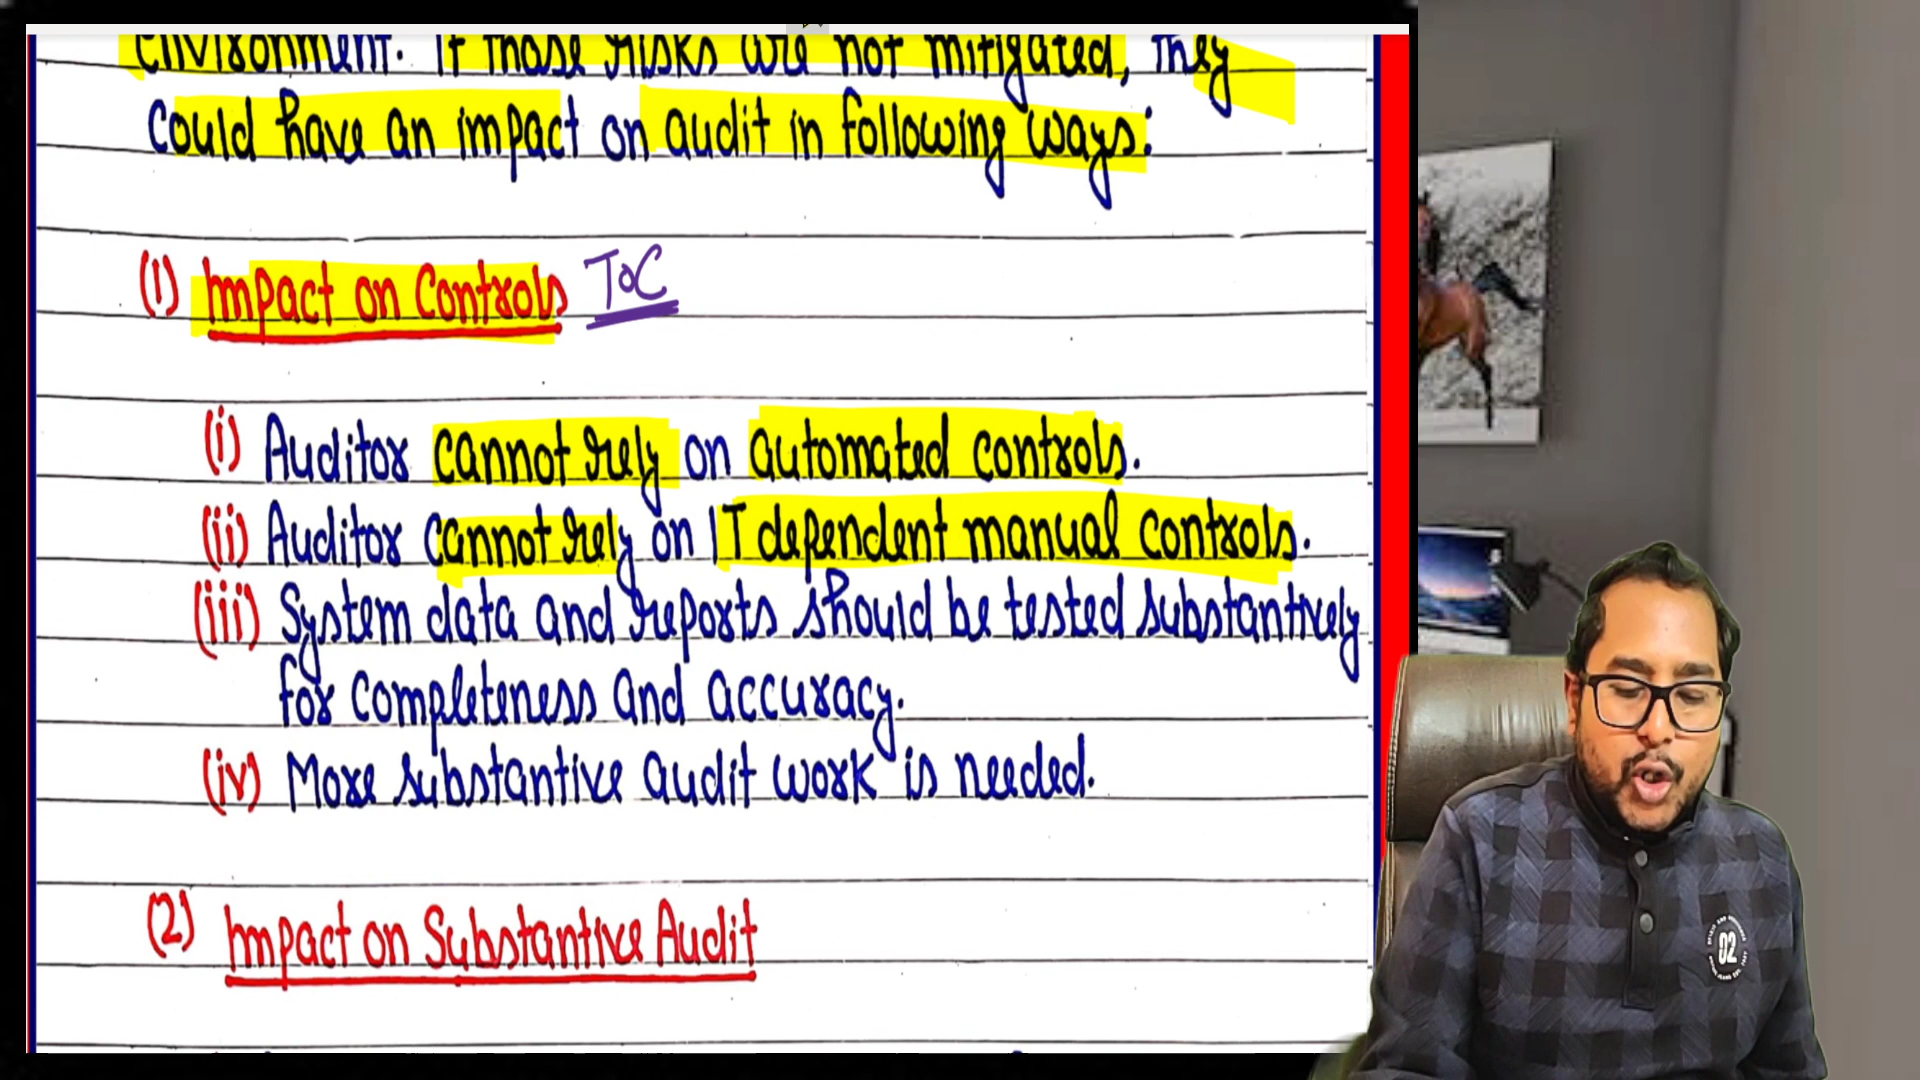 environment. If those risks are not mitigated, they
could have an impact on audit in following ways:
(1) Impact on Controls ToC
(i) Auditor cannot rely on automated controls.
(ii) Auditor cannot rely on IT dependent manual controls.
(iii) System data and reports should be tested substantively
for completeness and accuracy.
(iv) More substantive audit work is needed.
(2) Impact on Substantive Audit
02